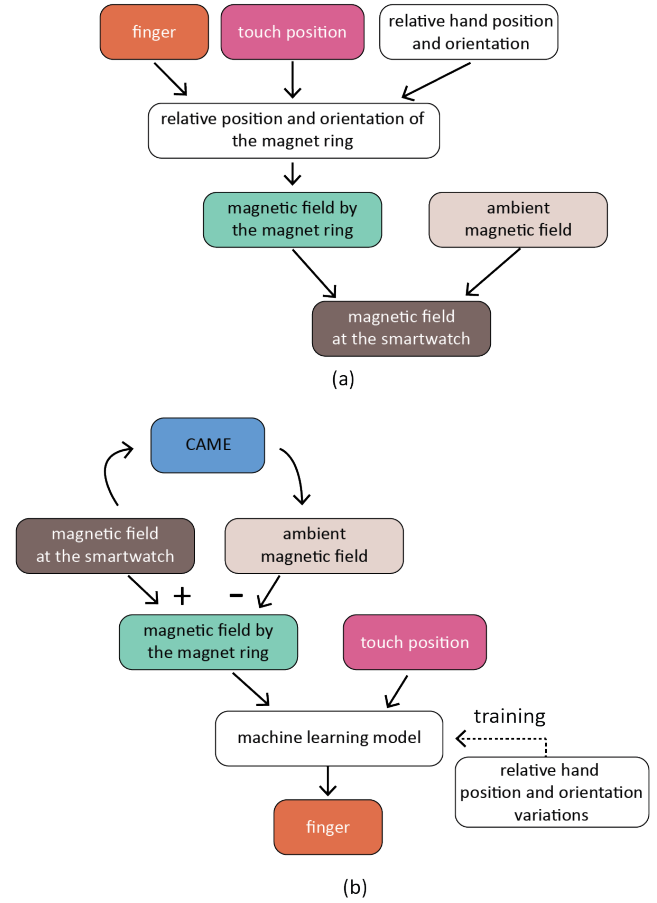 finger
touch position
relative hand position
and orientation
relative position and orientation of
the magnet ring
magnetic field by
the magnet ring
ambient
magnetic field
magnetic field
at the smartwatch
(a)
CAME
magnetic field
at the smartwatch
ambient
magnetic field
+
-
magnetic field by
the magnet ring
touch position
training
machine learning model
relative hand
position and orientation
variations
finger
(b)